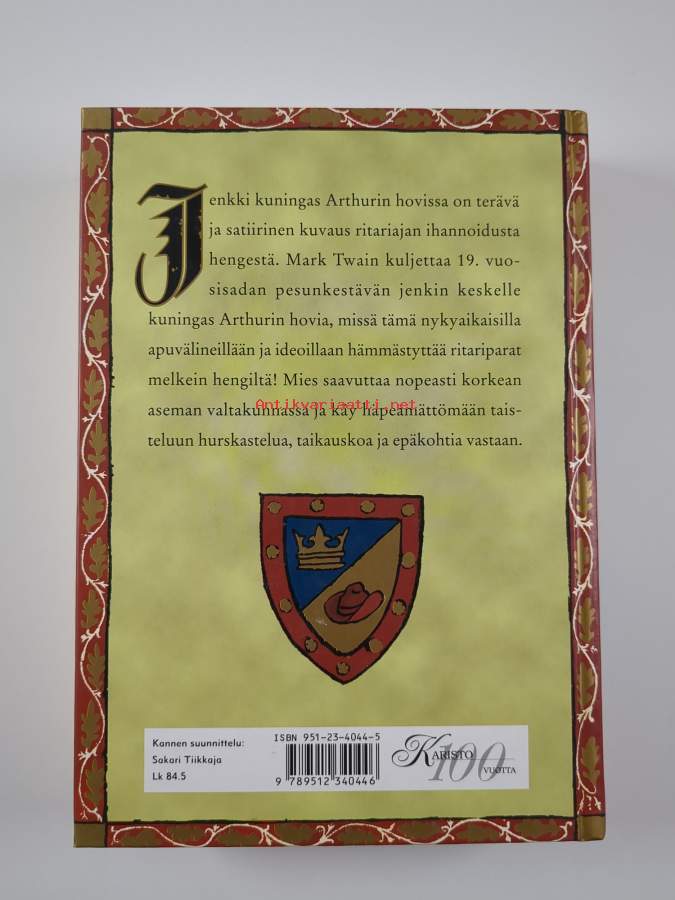 Jenkki kuningas Arthurin hovissa on terävä
ja satiirinen kuvaus ritariajan ihannoidusta
hengestä. Mark Twain kuljettaa 19. vuo-
sisadan pesunkestävän jenkin keskelle
kuningas Arthurin hovia, missä tämä nykyaikaisilla
apuvälineillään ja ideoillaan hämmästyttää ritariparat
melkein hengiltä! Mies saavuttaa nopeasti korkean
aseman valtakunnassa ja käy häpeämättömään tais-
teluun hurskastelua, taikauskoa ja epäkohtia vastaan.
Antikvariaatti.net
Kannen suunnittelu:
Sakari Tiikkaja
Lk 84.5
ISBN 951-23-4044-5
9 789512 340446
KARISTO
100
VUOTTA